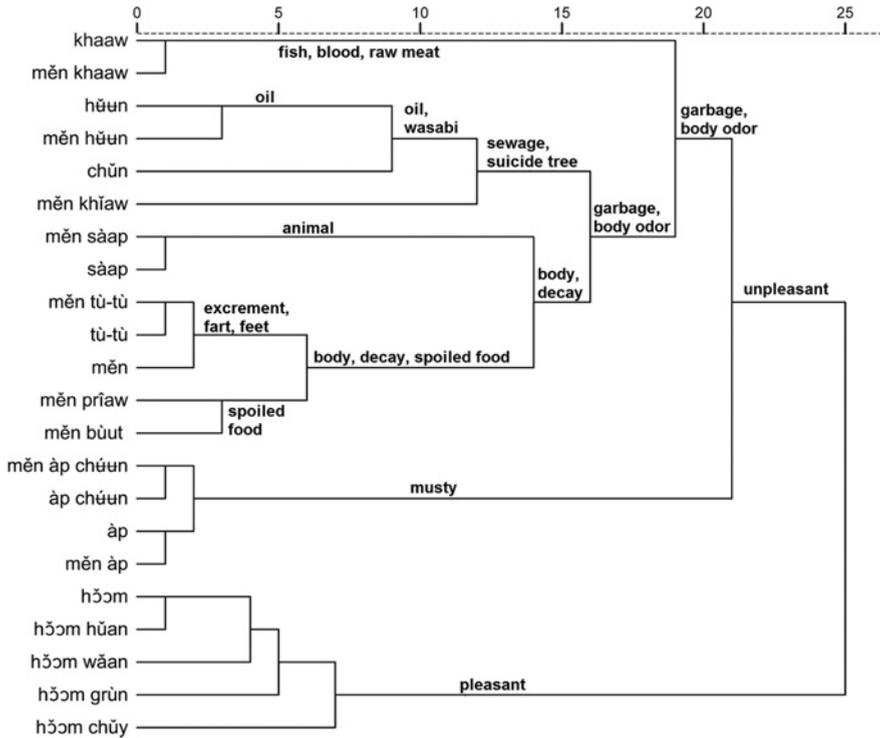 0 5 10 15 20 25
khaaw
fish, blood, raw meat
mĕn khaaw
hʉ̆ʉn
oil
oil,
wasabi
garbage,
body odor
mĕn hʉ̆ʉn
sewage,
suicide tree
chŭn
mĕn khĭaw
garbage,
body odor
mĕn sàap
animal
sàap
body,
decay
unpleasant
mĕn tù-tù
excrement,
fart, feet
tù-tù
mĕn
body, decay, spoiled food
mĕn prîaw
spoiled
food
mĕn bùut
mĕn àp chʉ́ʉn
àp chʉ́ʉn
musty
àp
mĕn àp
hɔ̆ɔm
hɔ̆ɔm hŭan
hɔ̆ɔm wăan
hɔ̆ɔm grùn
pleasant
hɔ̆ɔm chŭy